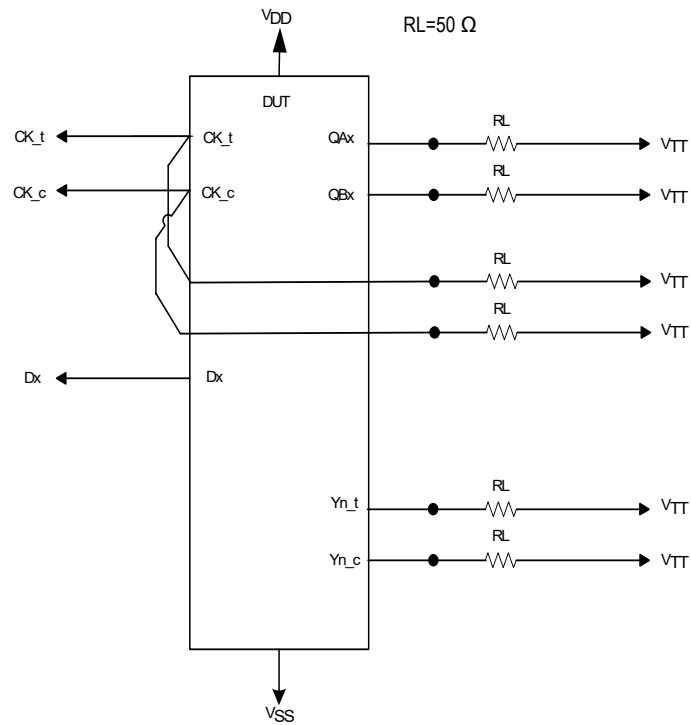 VDD
RL=50 Ω
DUT
CK_t
CK_t
QAx
RL
VTT
CK_c
CK_c
QBx
RL
VTT
RL
VTT
RL
VTT
Dx
Dx
Yn_t
RL
VTT
Yn_c
RL
VTT
VSS